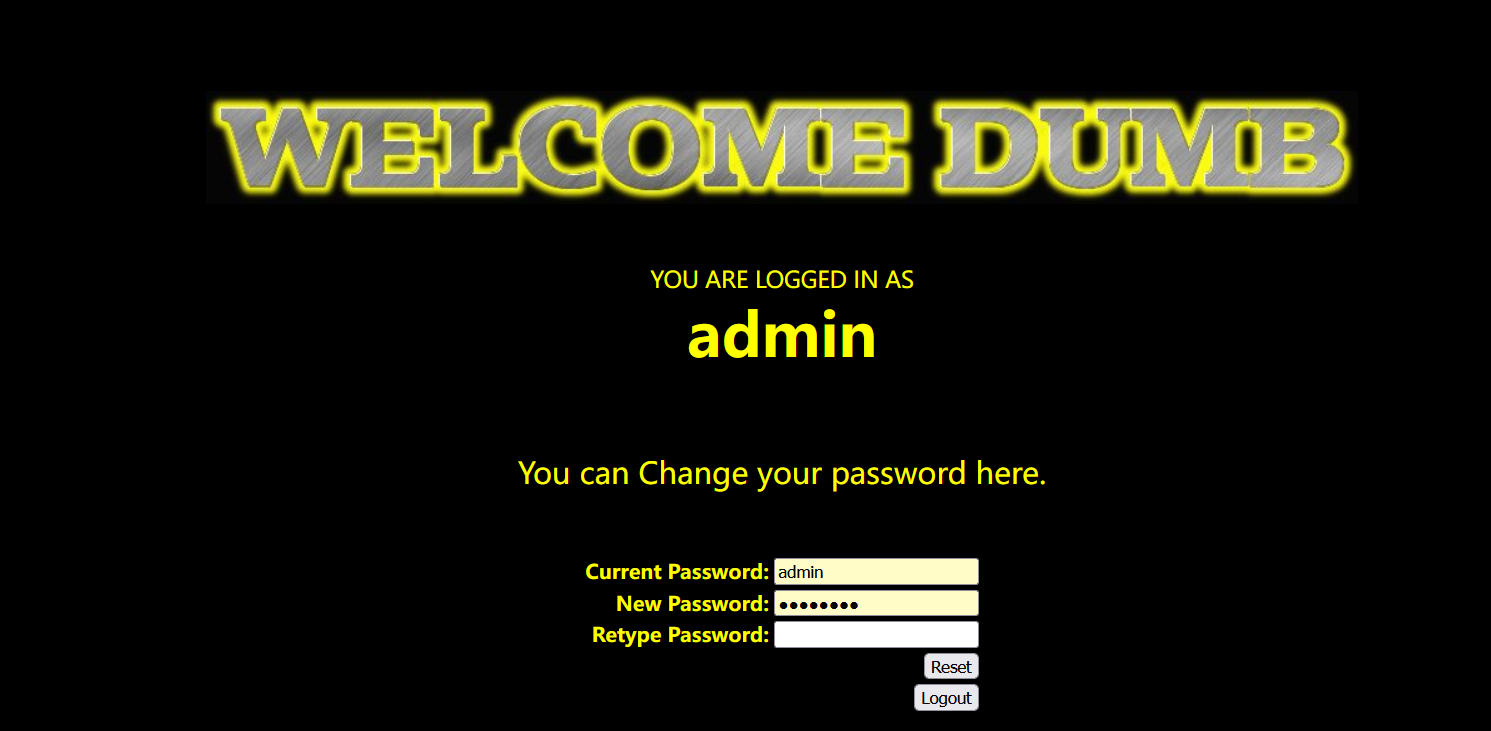 WELCOME DUMB
YOU ARE LOGGED IN AS
admin
You can Change your password here.
Current Password: admin
New Password: ••••••••
Retype Password:
Reset
Logout